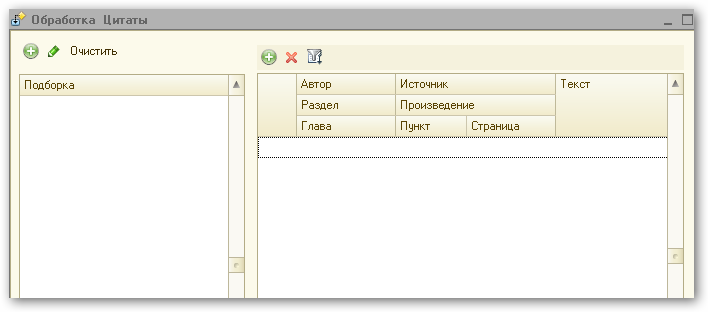 Обработка Цитаты
Очистить
Подборка
Автор Источник Текст
Раздел Произведение
Глава Пункт Страница